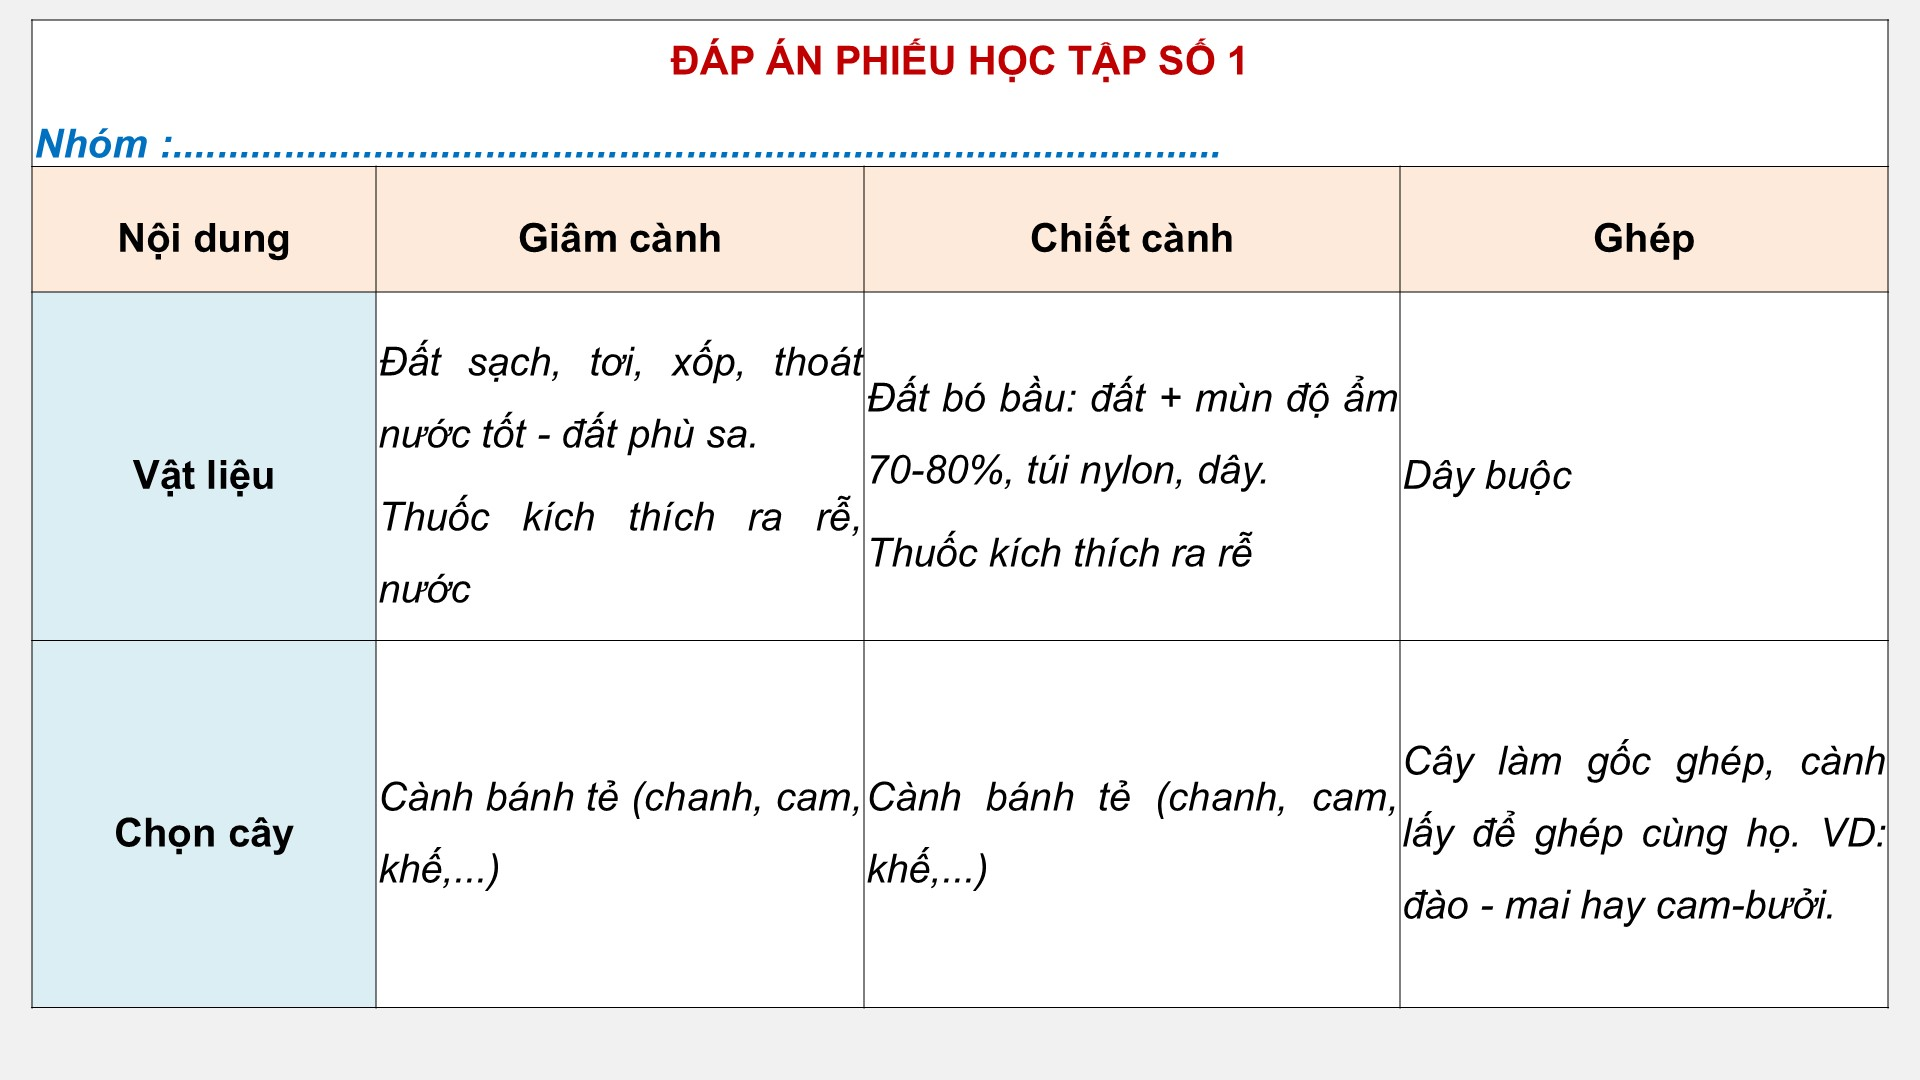 ĐÁP ÁN PHIẾU HỌC TẬP SỐ 1
Nhóm :...............................................................................................
Nội dung
Giâm cành
Chiết cành
Ghép
Vật liệu
Đất sạch, tơi, xốp, thoát
nước tốt - đất phù sa.
Thuốc kích thích ra rễ,
nước
Đất bó bầu: đất + mùn độ ẩm
70-80%, túi nylon, dây.
Thuốc kích thích ra rễ
Dây buộc
Chọn cây
Cành bánh tẻ (chanh, cam,
khế,...)
Cành bánh tẻ (chanh, cam,
khế,...)
Cây làm gốc ghép, cành
lấy để ghép cùng họ. VD:
đào - mai hay cam-bưởi.